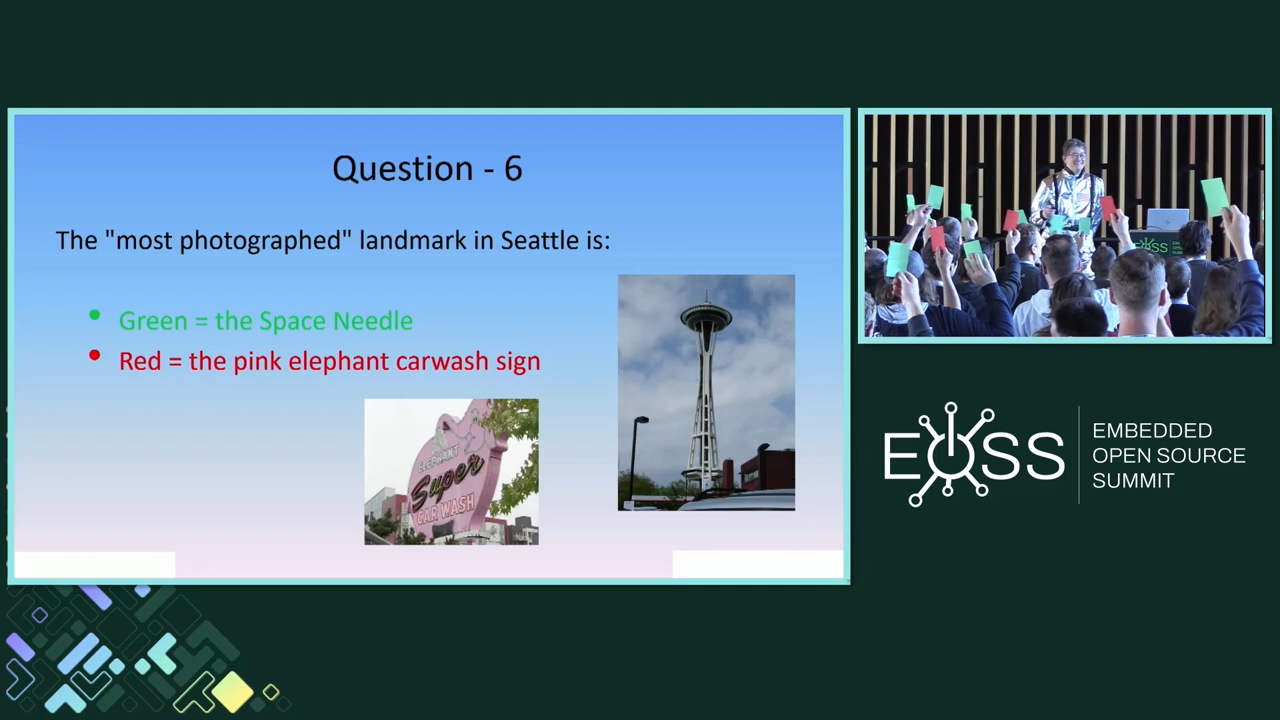 Question - 6
The "most photographed" landmark in Seattle is:
• Green = the Space Needle
• Red = the pink elephant carwash sign
ELEPHANT
Super
CAR WASH
EOSS
EMBEDDED
OPEN SOURCE
SUMMIT